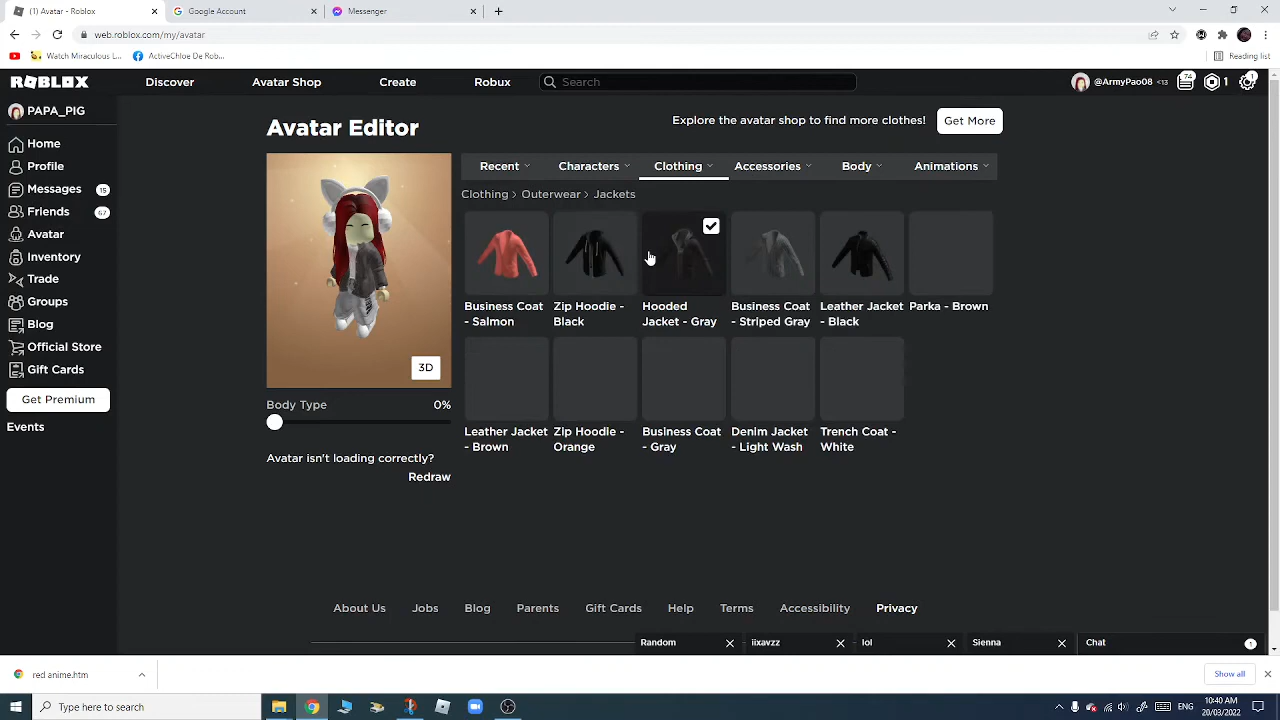 (1) Avatar - Roblox
Google Account
Messenger
web.roblox.com/my/avatar
Watch Miraculous L...
ActiveChloe De Rob...
Reading list
ROBLOX
Discover
Avatar Shop
Create
Robux
Search
@ArmyPao08 <13
74
1
1
PAPA_PIG
Home
Profile
Messages 15
Friends 67
Avatar
Inventory
Trade
Groups
Blog
Official Store
Gift Cards
Get Premium
Events
Avatar Editor
Explore the avatar shop to find more clothes!
Get More
3D
Body Type 0%
Avatar isn't loading correctly?
Redraw
Recent
Characters
Clothing
Accessories
Body
Animations
Clothing > Outerwear > Jackets
Business Coat
- Salmon
Zip Hoodie -
Black
Hooded
Jacket - Gray
Business Coat
- Striped Gray
Leather Jacket
- Black
Parka - Brown
Leather Jacket
- Brown
Zip Hoodie -
Orange
Business Coat
- Gray
Denim Jacket
- Light Wash
Trench Coat -
White
About Us
Jobs
Blog
Parents
Gift Cards
Help
Terms
Accessibility
Privacy
Random
iixavzz
lol
Sienna
Chat
1
red anime.htm
Show all
Type here to search
ENG
10:40 AM
20/03/2022